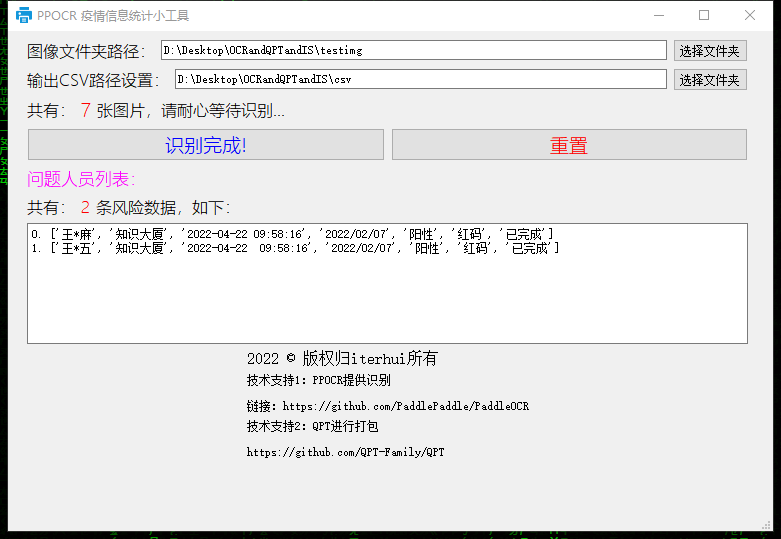 PPOCR 疫情信息统计小工具
图像文件夹路径： D:\Desktop\OCRandQPTandIS\testimg 选择文件夹
输出CSV路径设置： D:\Desktop\OCRandQPTandIS\csv 选择文件夹
共有： 7 张图片，请耐心等待识别...
识别完成! 重置
问题人员列表：
共有： 2 条风险数据，如下：
0. ['王*麻', '知识大厦', '2022-04-22 09:58:16', '2022/02/07', '阳性', '红码', '已完成']
1. ['王*五', '知识大厦', '2022-04-22  09:58:16', '2022/02/07', '阳性', '红码', '已完成']
2022 © 版权归iterhui所有
技术支持1：PPOCR提供识别
链接：https://github.com/PaddlePaddle/PaddleOCR
技术支持2：QPT进行打包
https://github.com/QPT-Family/QPT